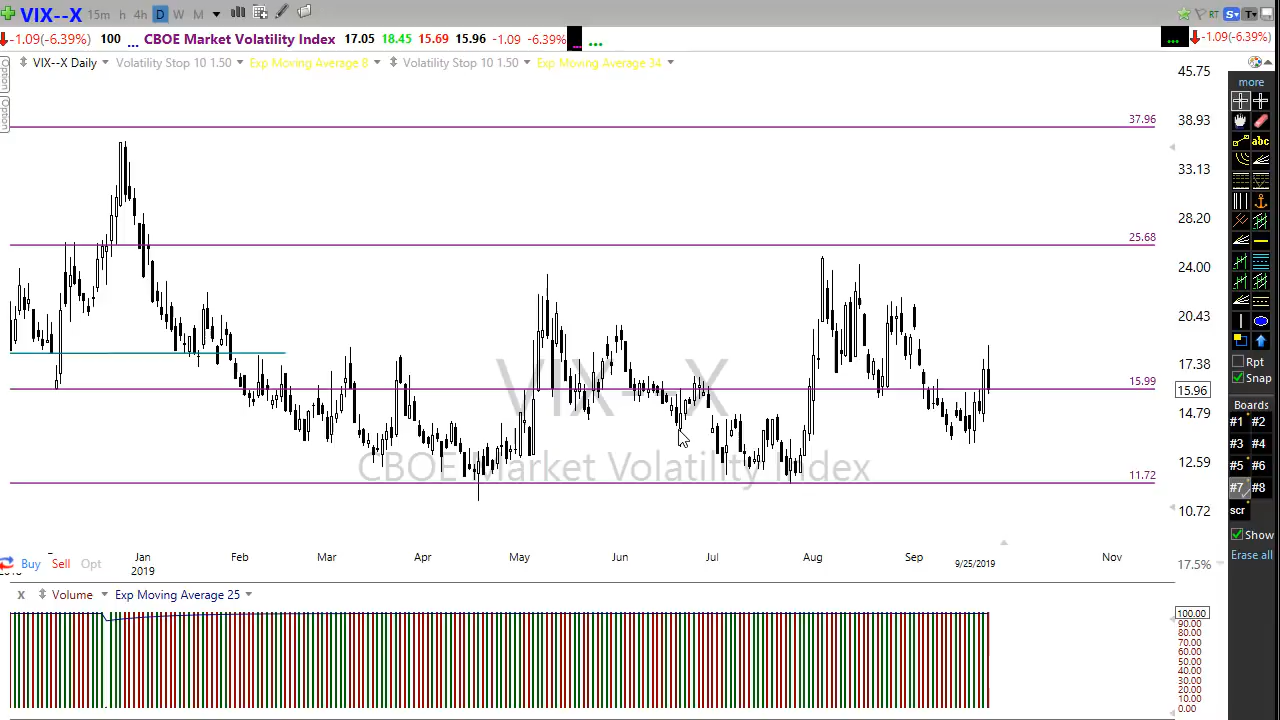 VIX--X 15m h 4h D W M RT S T
-1.09(-6.39%) 100 ... CBOE Market Volatility Index 17.05 18.45 15.69 15.96 -1.09 -6.39% ... ... ... -1.09(-6.39%)
VIX--X Daily Volatility Stop 10 1.50 Exp Moving Average 8 Volatility Stop 10 1.50 Exp Moving Average 34
Option
Option
45.75
38.93
33.13
28.20
24.00
20.43
17.38
15.96
14.79
12.59
10.72
17.5%
37.96
25.68
15.99
11.72
VIX--X
CBOE Market Volatility Index
Jan Feb Mar Apr May Jun Jul Aug Sep Nov
2019 9/25/2019
Buy Sell Opt
X Volume Exp Moving Average 25
100.00
90.00
80.00
70.00
60.00
50.00
40.00
30.00
20.00
10.00
0.00
more
abc
Rpt
Snap
Boards
#1 #2
#3 #4
#5 #6
#7 #8
scr
Show
Erase all